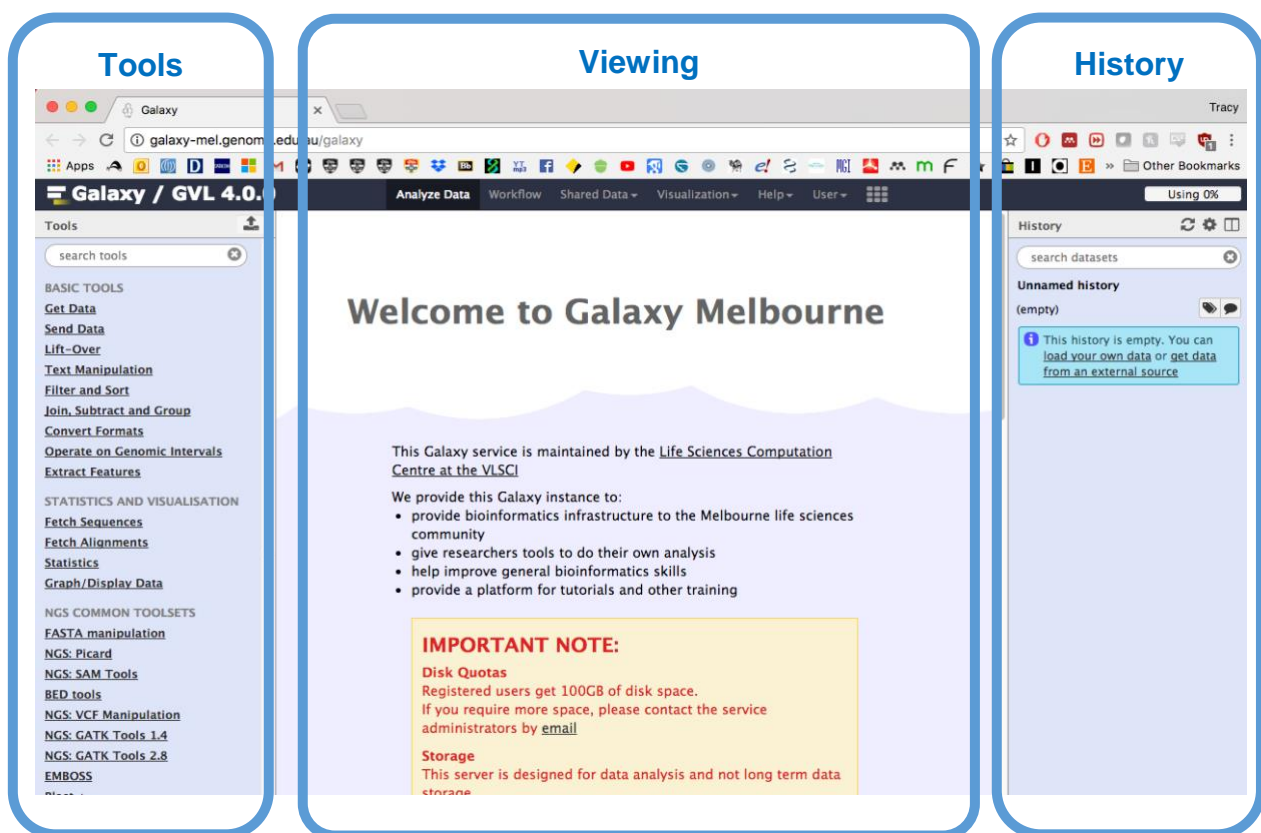 Tools
Viewing
History
Galaxy
Tracy
galaxy-mel.genome.edu.au/galaxy
Apps
Other Bookmarks
Galaxy / GVL 4.0.
Analyze Data Workflow Shared Data Visualization Help User
Using 0%
Tools
search tools
BASIC TOOLS
Get Data
Send Data
Lift-Over
Text Manipulation
Filter and Sort
Join, Subtract and Group
Convert Formats
Operate on Genomic Intervals
Extract Features
STATISTICS AND VISUALISATION
Fetch Sequences
Fetch Alignments
Statistics
Graph/Display Data
NGS COMMON TOOLSETS
FASTA manipulation
NGS: Picard
NGS: SAM Tools
BED tools
NGS: VCF Manipulation
NGS: GATK Tools 1.4
NGS: GATK Tools 2.8
EMBOSS
Welcome to Galaxy Melbourne
This Galaxy service is maintained by the Life Sciences Computation
Centre at the VLSCI
We provide this Galaxy instance to:
• provide bioinformatics infrastructure to the Melbourne life sciences
community
• give researchers tools to do their own analysis
• help improve general bioinformatics skills
• provide a platform for tutorials and other training
IMPORTANT NOTE:
Disk Quotas
Registered users get 100GB of disk space.
If you require more space, please contact the service
administrators by email
Storage
This server is designed for data analysis and not long term data
storage
History
search datasets
Unnamed history
(empty)
This history is empty. You can
load your own data or get data
from an external source